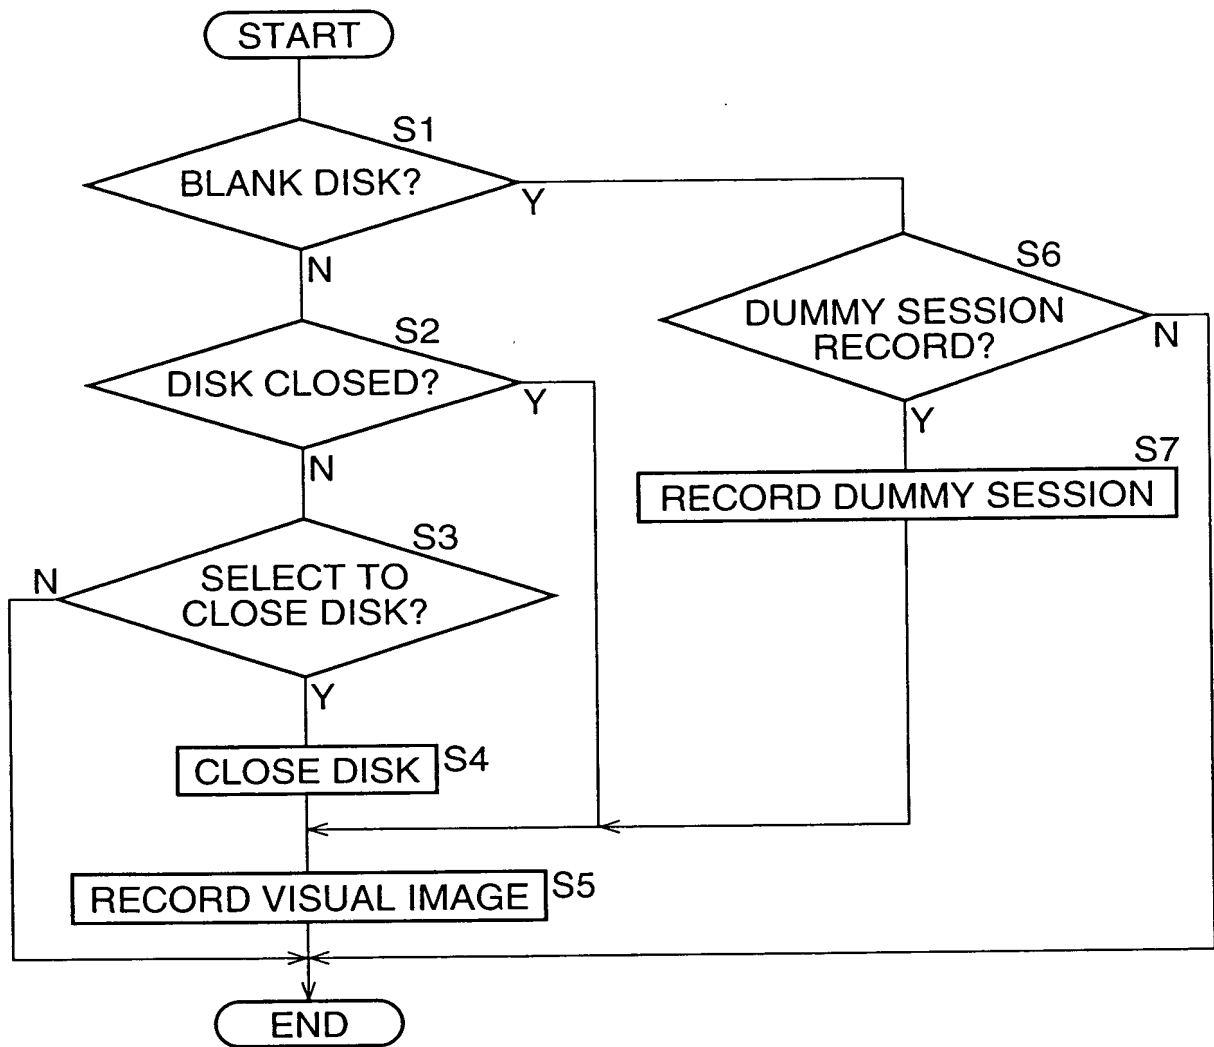 START
S1
BLANK DISK?
Y
N
S6
DUMMY SESSION
RECORD?
N
Y
S2
DISK CLOSED?
Y
N
S7
RECORD DUMMY SESSION
S3
N
SELECT TO
CLOSE DISK?
Y
CLOSE DISK
S4
RECORD VISUAL IMAGE
S5
END